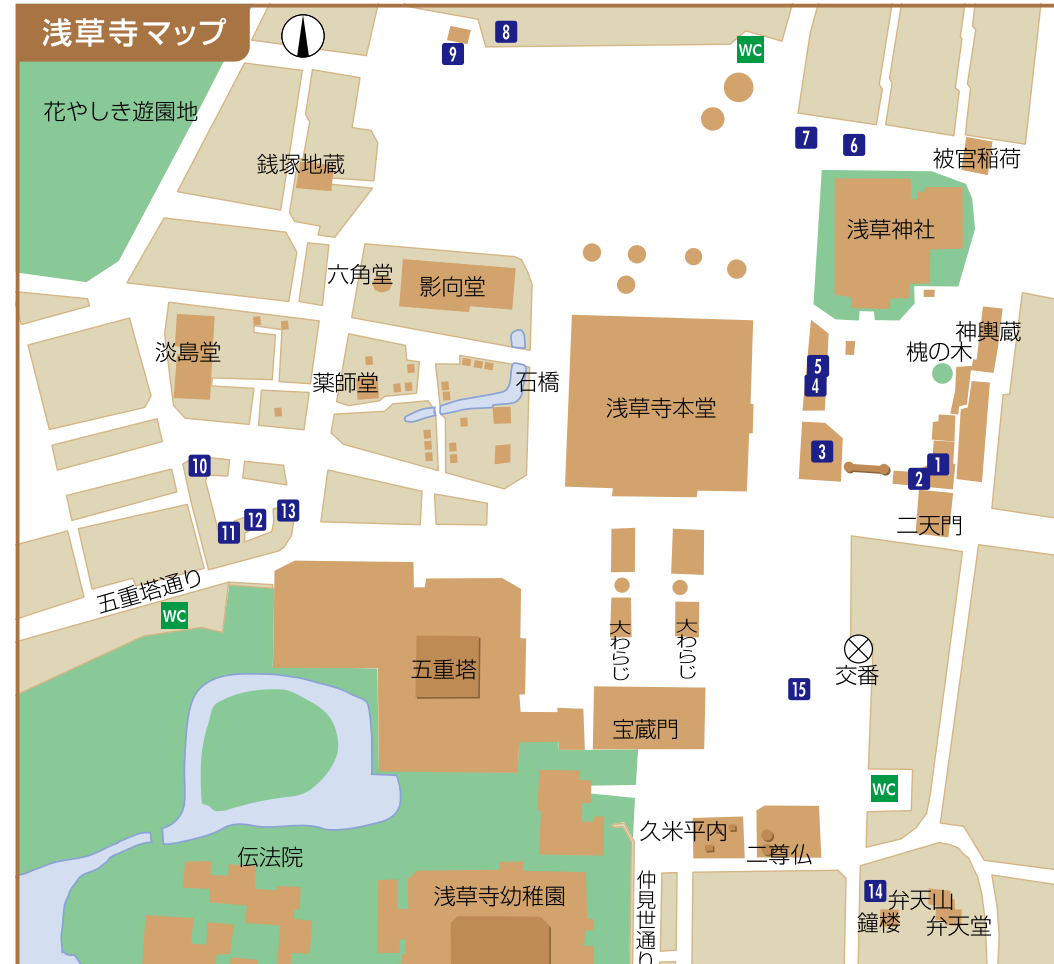 浅草寺マップ
8
9
WC
花やしき遊園地
7
6
被官稲荷
銭塚地蔵
浅草神社
六角堂
影向堂
神輿蔵
槐の木
淡島堂
薬師堂
石橋
5
4
浅草寺本堂
3
1
2
10
13
12
11
二天門
五重塔通り
WC
大わらじ
大わらじ
五重塔
交番
15
宝蔵門
WC
久米平内
二尊仏
伝法院
仲見世通り
浅草寺幼稚園
14
弁天山
鐘楼
弁天堂